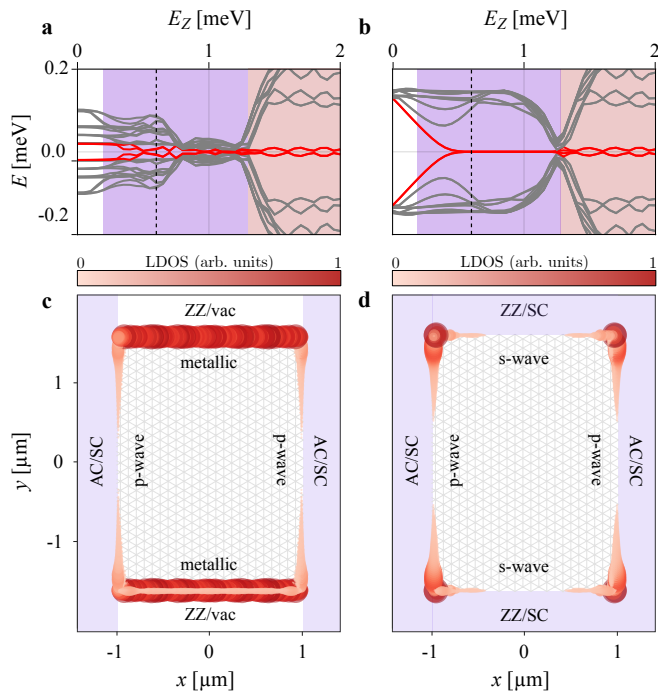 E_Z [meV] E_Z [meV]
a b
0 1 2 0 1 2
0.2
0.0
-0.2
E [meV]
0 LDOS (arb. units) 1 0 LDOS (arb. units) 1
c d
ZZ/vac ZZ/SC
metallic s-wave
1
0
-1
y [μm]
AC/SC p-wave p-wave AC/SC AC/SC p-wave p-wave AC/SC
metallic s-wave
ZZ/vac ZZ/SC
-1 0 1 -1 0 1
x [μm] x [μm]